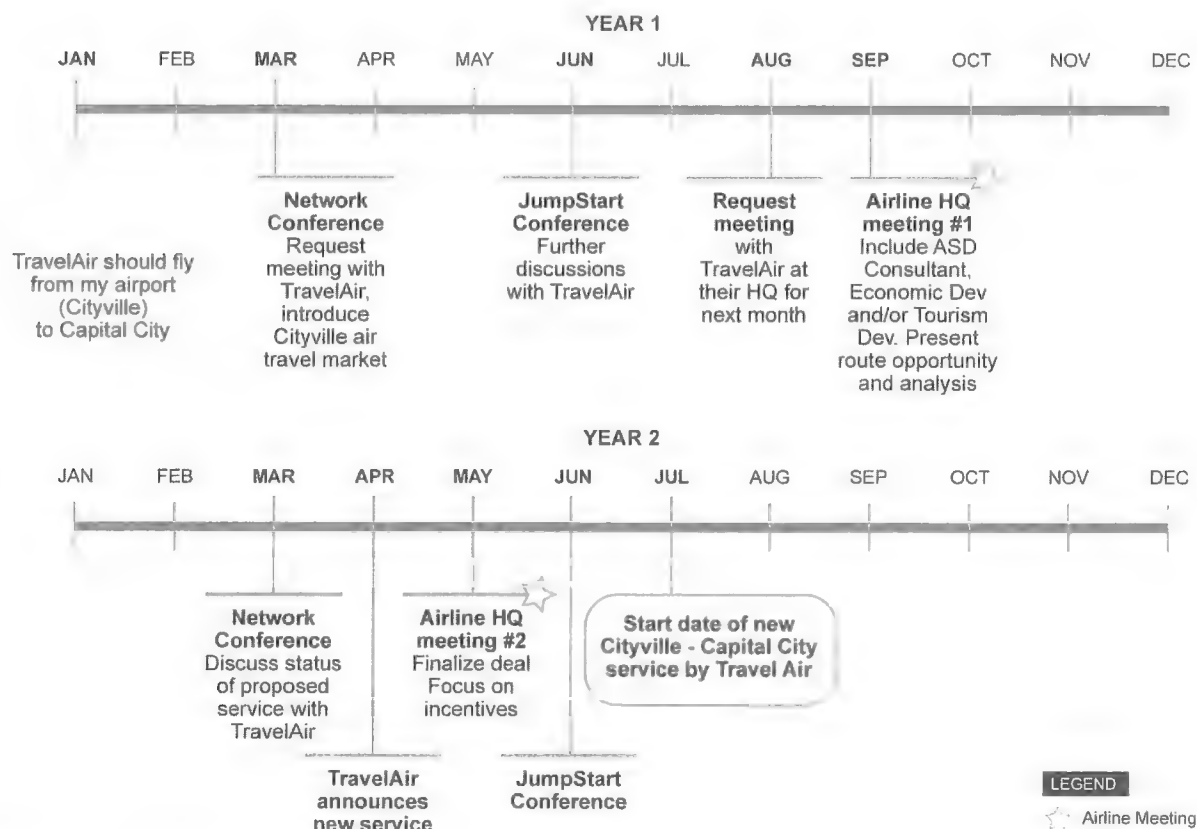 YEAR 1
JAN FEB MAR APR MAY JUN JUL AUG SEP OCT NOV DEC
TravelAir should fly
from my airport
(Cityville)
to Capital City
Network
Conference
Request
meeting with
TravelAir,
introduce
Cityville air
travel market
JumpStart
Conference
Further
discussions
with TravelAir
Request
meeting
with
TravelAir at
their HQ for
next month
Airline HQ
meeting #1
Include ASD
Consultant,
Economic Dev
and/or Tourism
Dev. Present
route opportunity
and analysis
YEAR 2
JAN FEB MAR APR MAY JUN JUL AUG SEP OCT NOV DEC
Network
Conference
Discuss status
of proposed
service with
TravelAir
TravelAir
announces
new service
Airline HQ
meeting #2
Finalize deal
Focus on
incentives
JumpStart
Conference
Start date of new
Cityville - Capital City
service by Travel Air
LEGEND
Airline Meeting